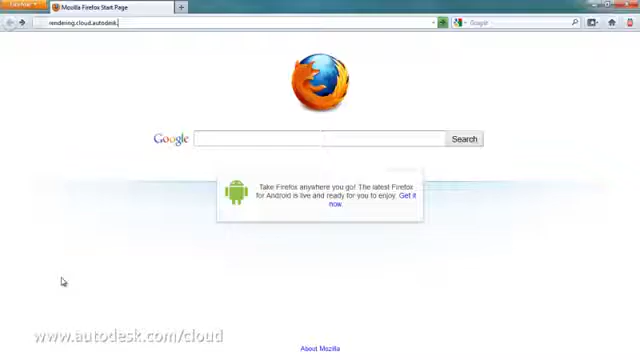 Firefox
Mozilla Firefox Start Page
rendering.cloud.autodesk.
Google
Google
Search
Take Firefox anywhere you go! The latest Firefox
for Android is live and ready for you to enjoy. Get it
now.
www.autodesk.com/cloud
About Mozilla